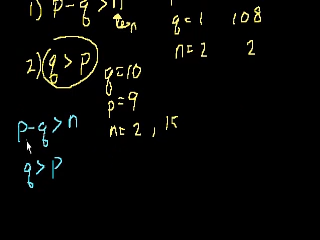 1) p-q > n
q=1 108
n=2 2
2) q > p
q=10
p=9
n=2, 15
p-q > n
q > p